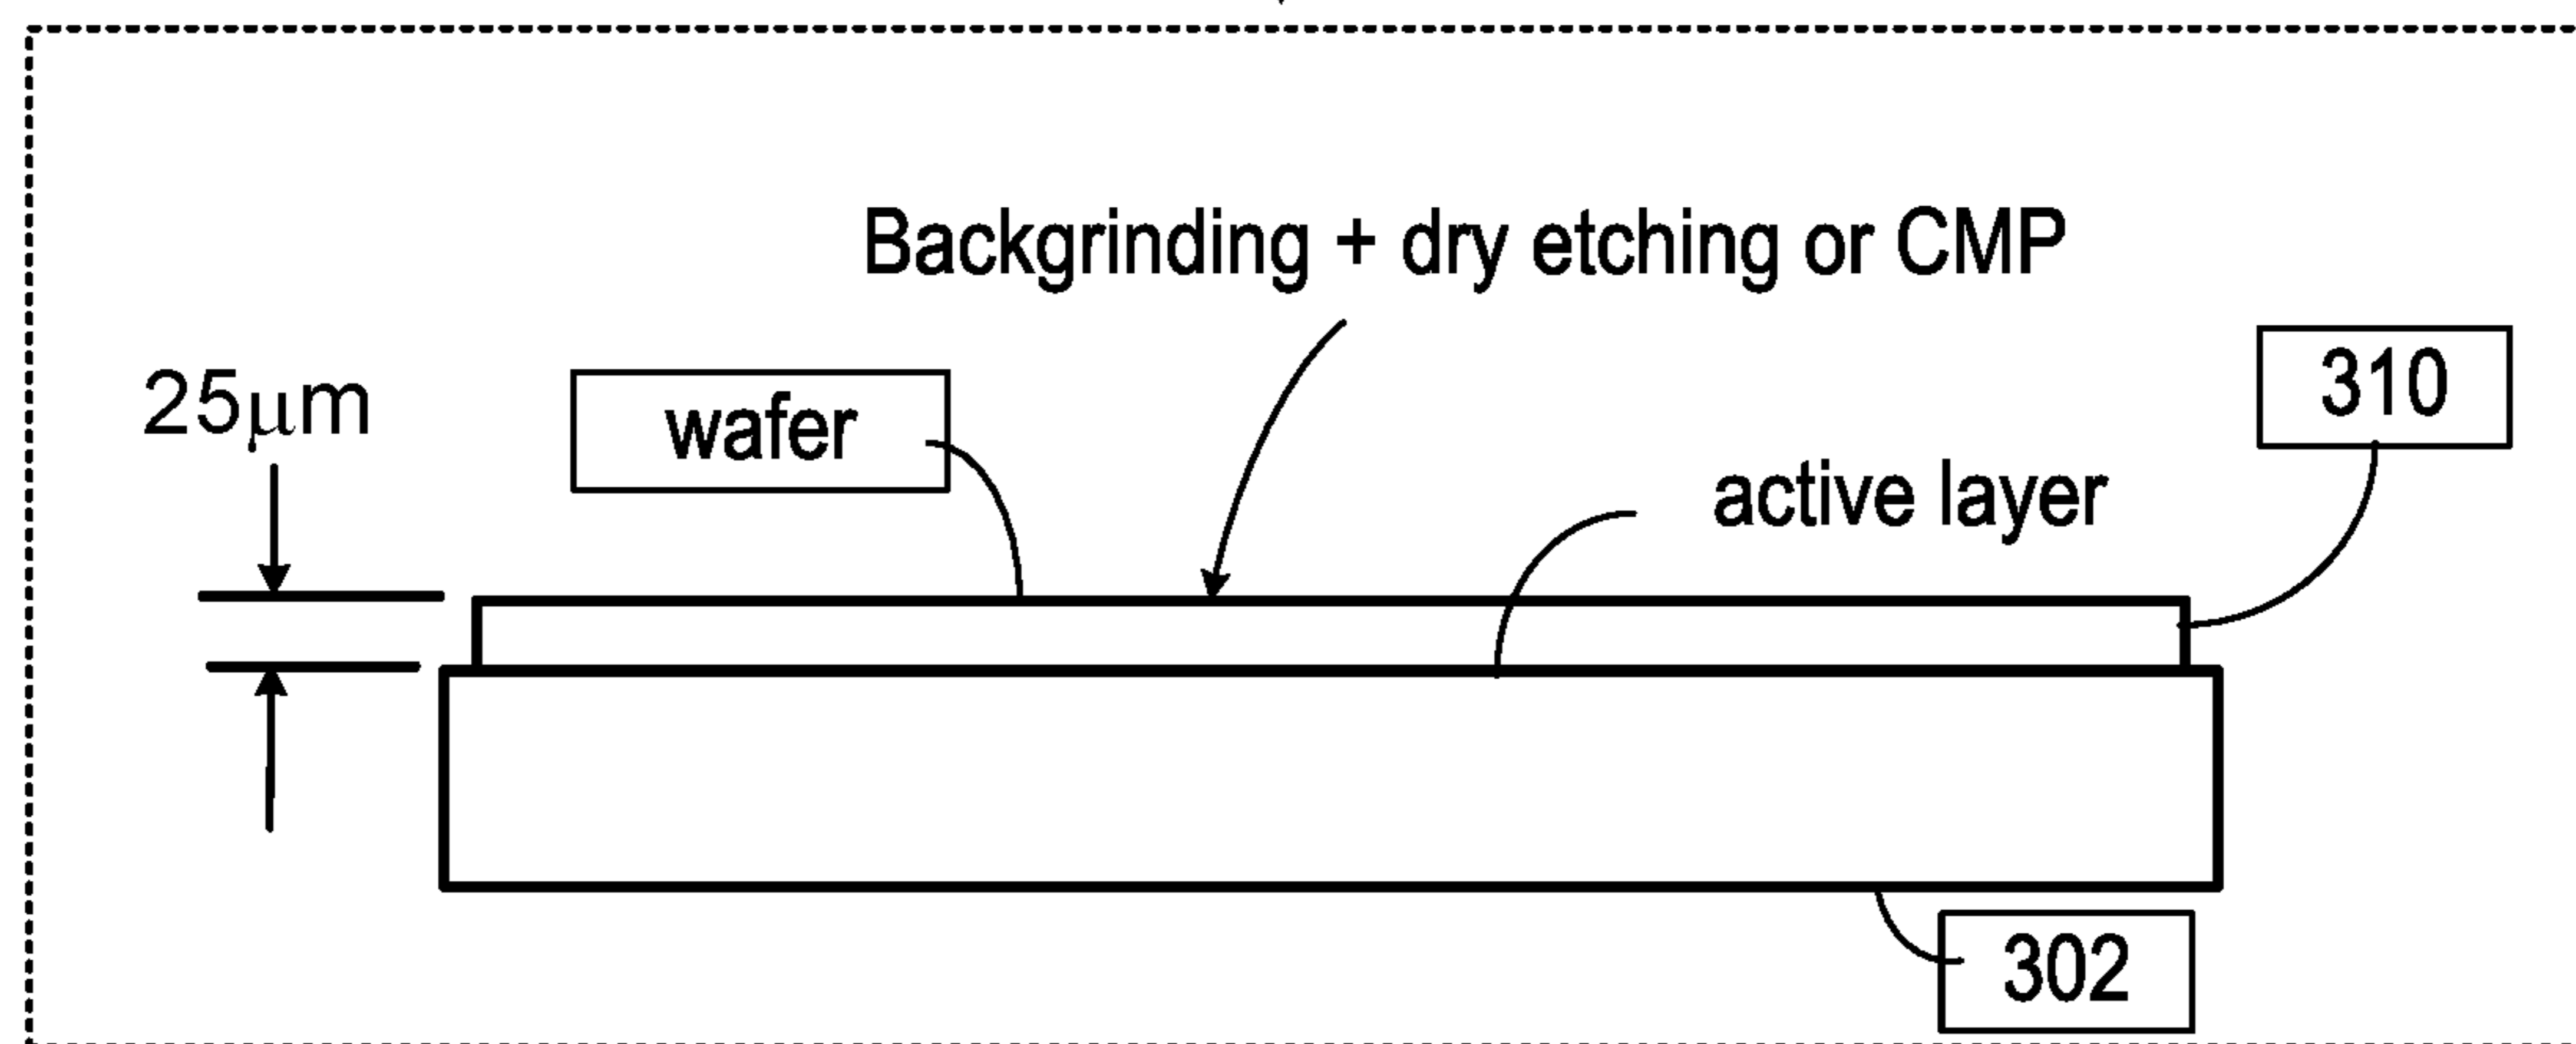 Backgrinding + dry etching or CMP
25μm
wafer
310
active layer
302